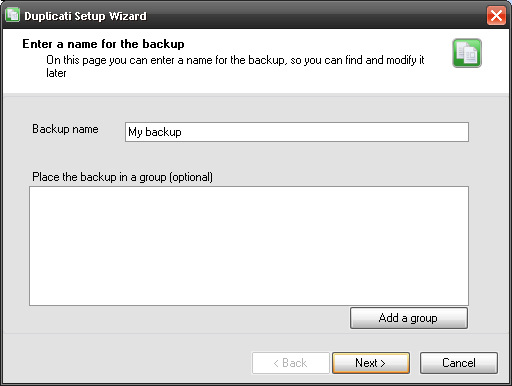 Duplicati Setup Wizard
Enter a name for the backup
On this page you can enter a name for the backup, so you can find and modify it
later
Backup name
My backup
Place the backup in a group (optional)
Add a group
< Back
Next >
Cancel